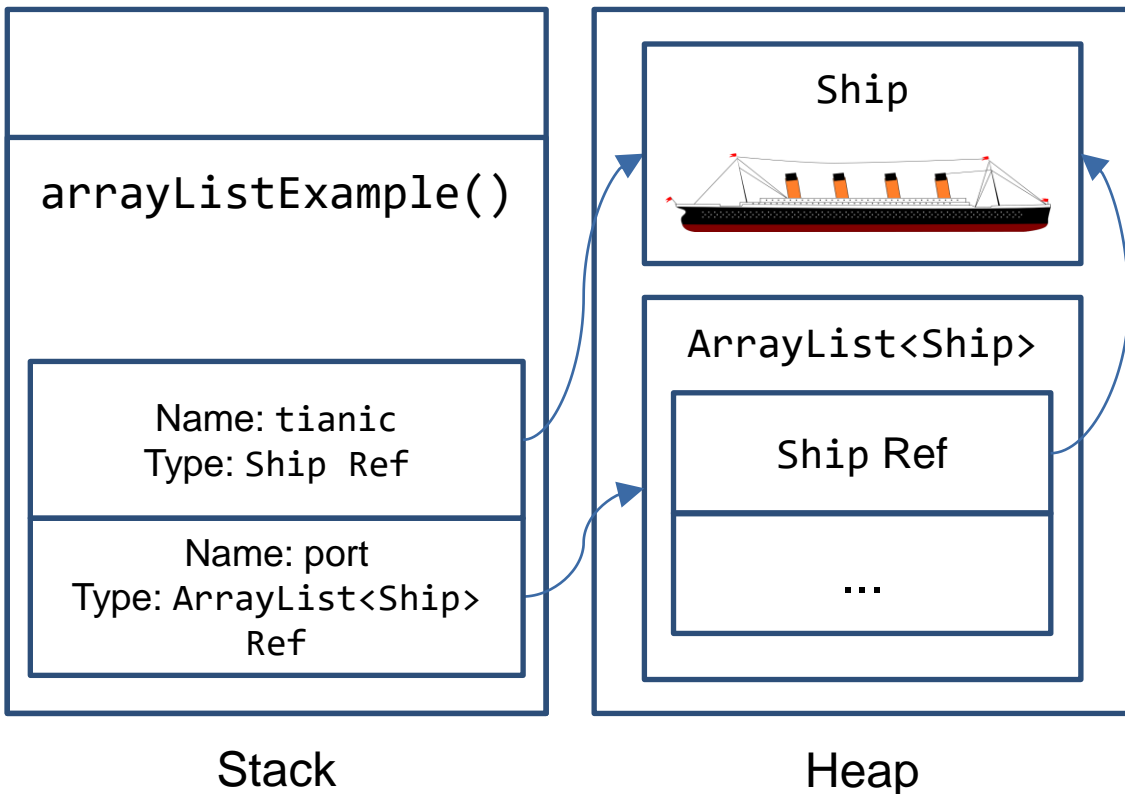 arrayListExample()
Name: tianic
Type: Ship Ref
Name: port
Type: ArrayList<Ship>
Ref
Stack
Ship
ArrayList<Ship>
Ship Ref
...
Heap